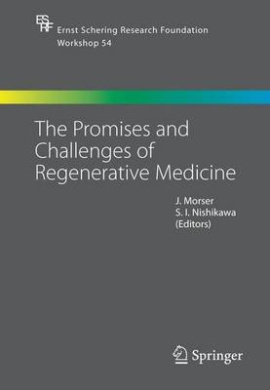 ESRF Ernst Schering Research Foundation
Workshop 54
The Promises and
Challenges of
Regenerative Medicine
J. Morser
S. I. Nishikawa
(Editors)
Springer